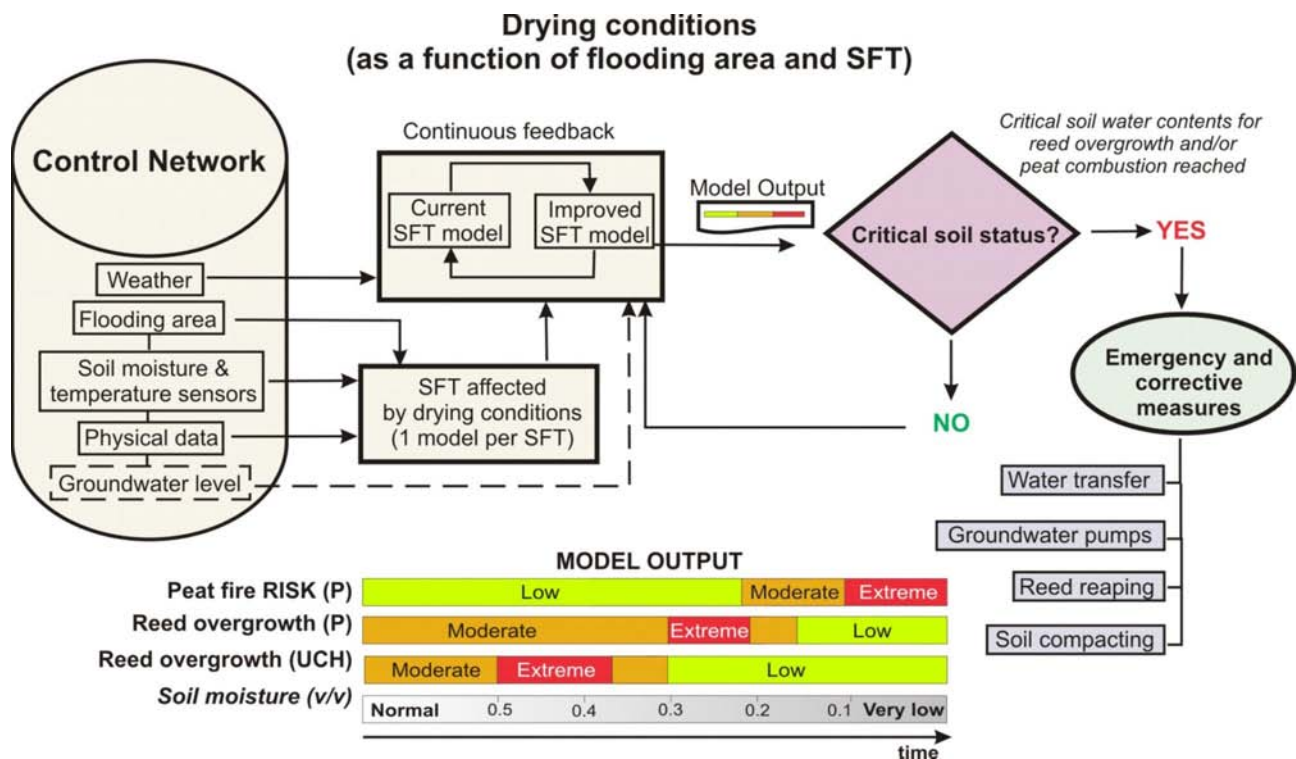 Drying conditions
(as a function of flooding area and SFT)
Control Network
Weather
Flooding area
Soil moisture &
temperature sensors
Physical data
Groundwater level
Continuous feedback
Current
SFT model
Improved
SFT model
SFT affected
by drying conditions
(1 model per SFT)
Model Output
Critical soil status?
Critical soil water contents for
reed overgrowth and/or
peat combustion reached
YES
NO
Emergency and
corrective
measures
Water transfer
Groundwater pumps
Reed reaping
Soil compacting
MODEL OUTPUT
Peat fire RISK (P)
Low
Moderate
Extreme
Reed overgrowth (P)
Moderate
Extreme
Low
Reed overgrowth (UCH)
Moderate
Extreme
Low
Soil moisture (v/v)
Normal
0.5
0.4
0.3
0.2
0.1
Very low
time